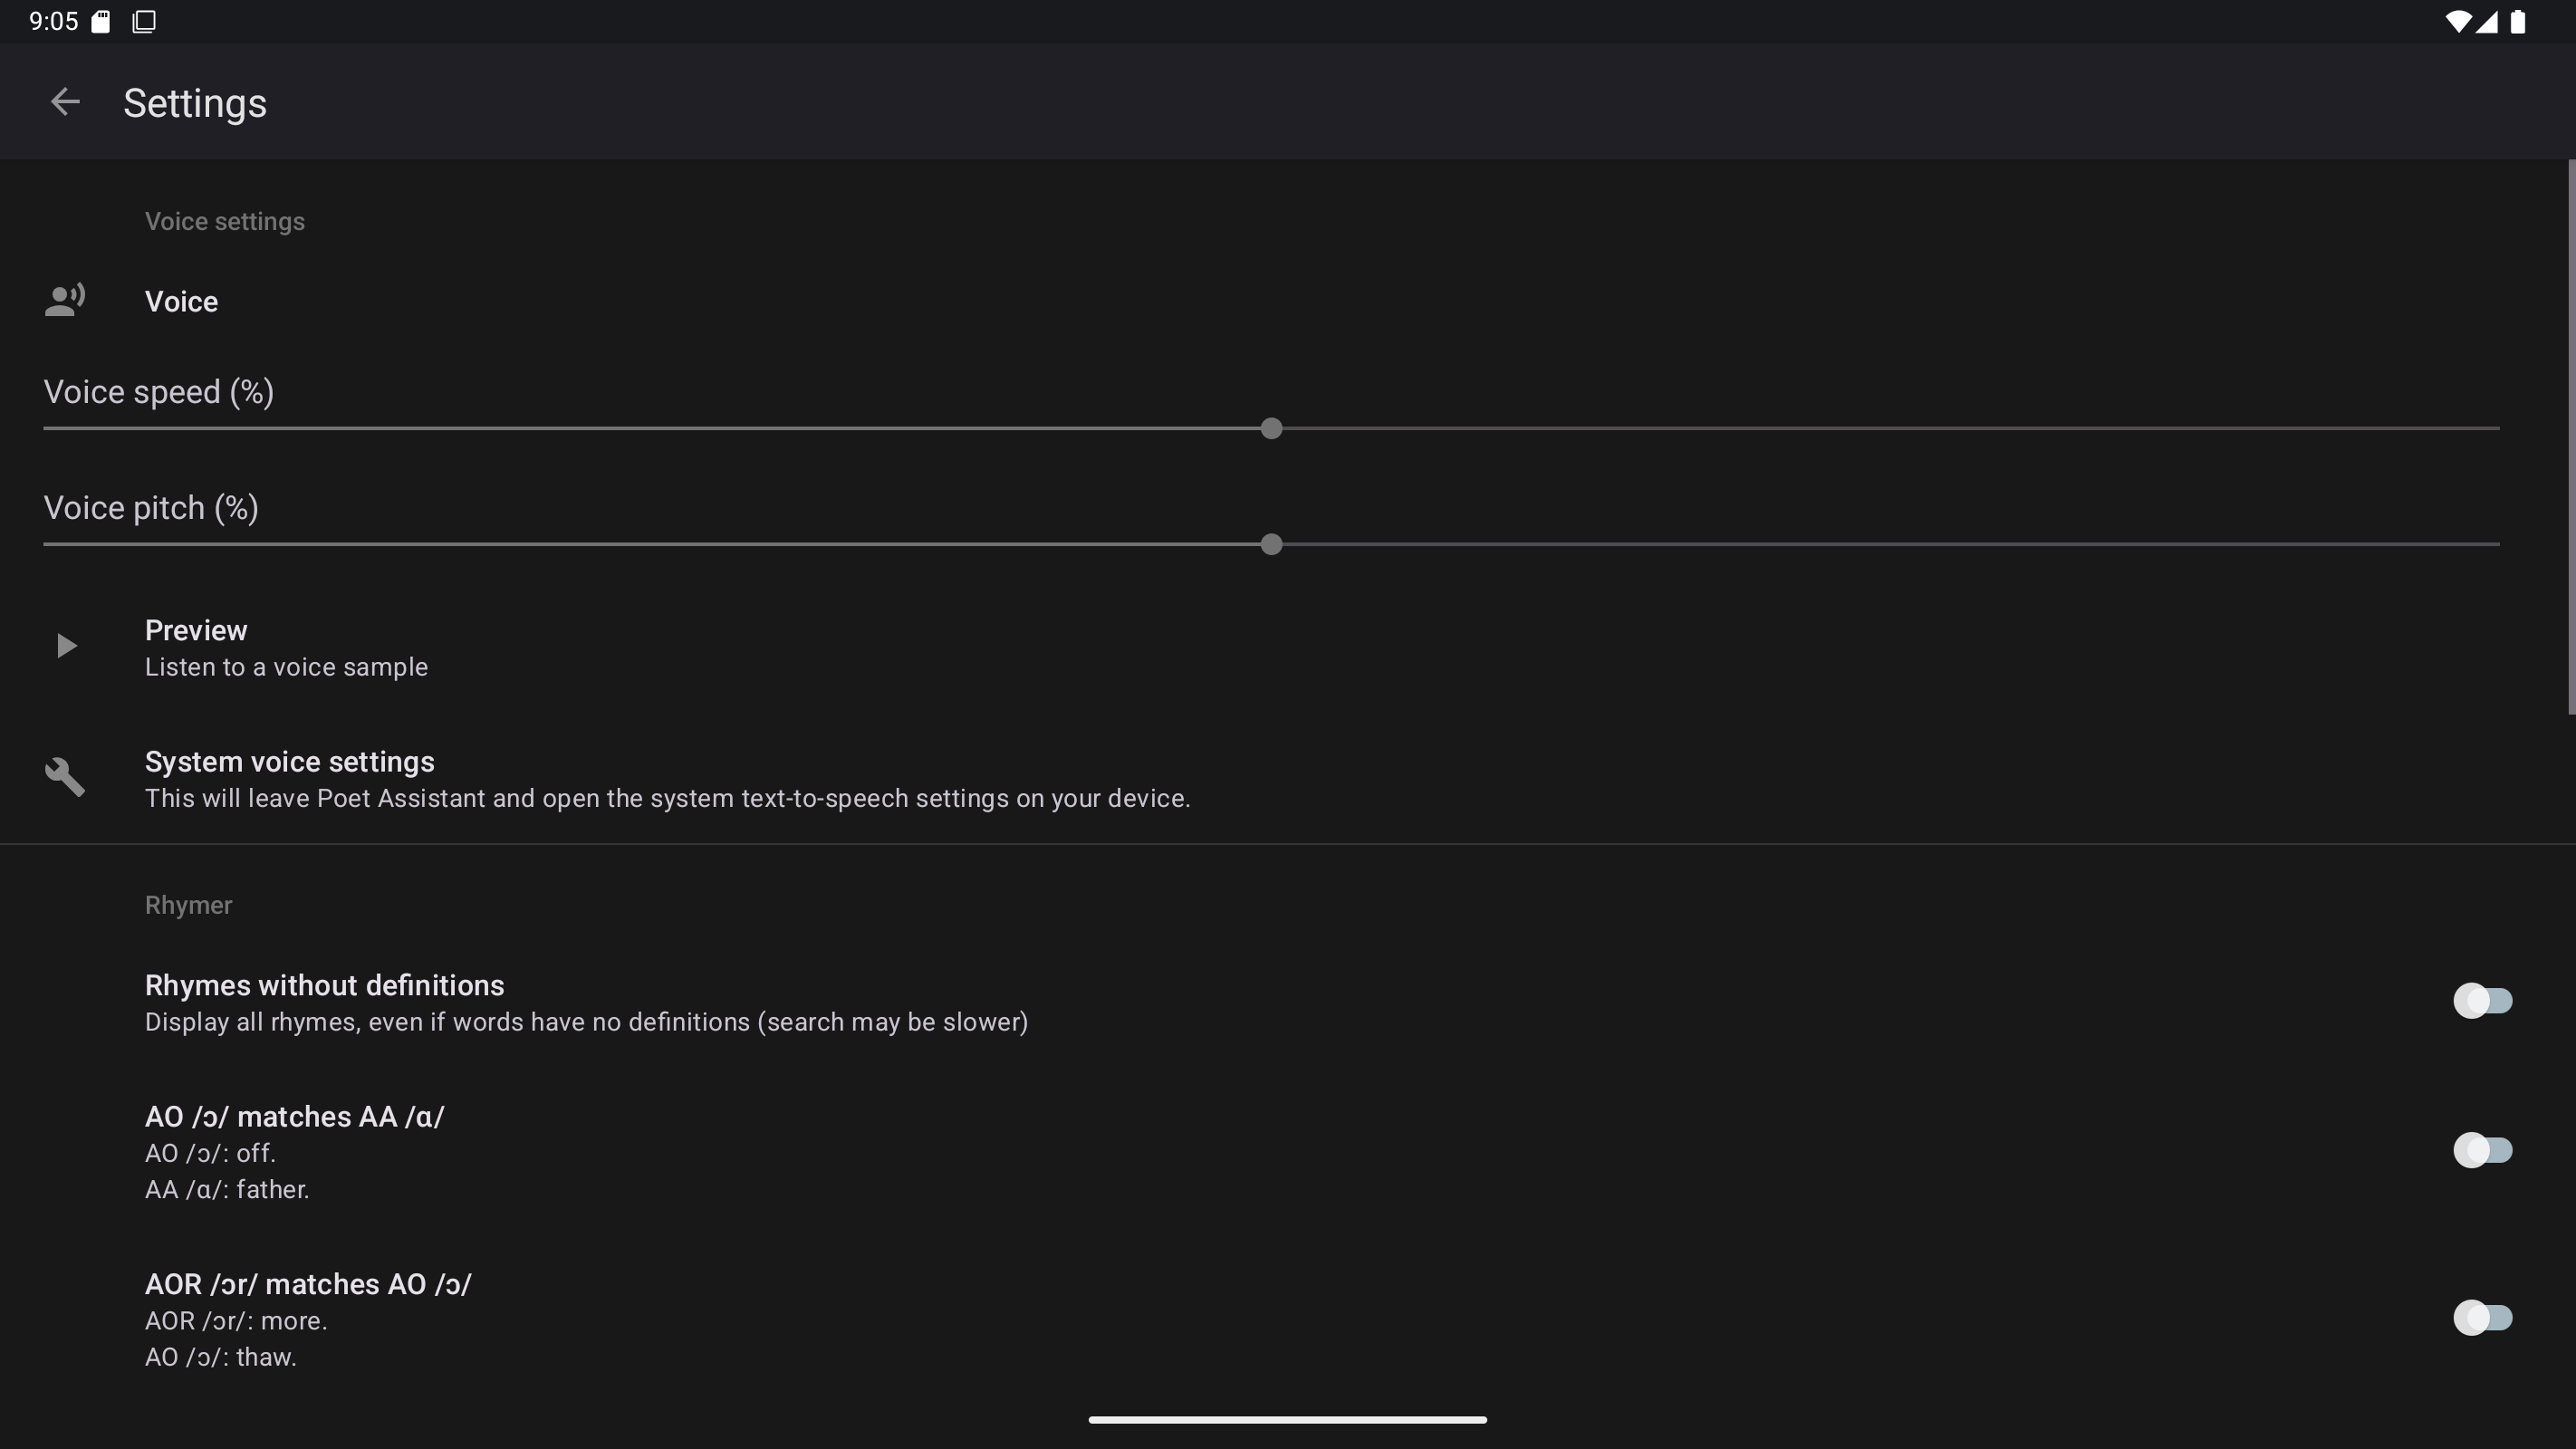 9:05
Settings
Voice settings
Voice
Voice speed (%)
Voice pitch (%)
Preview
Listen to a voice sample
System voice settings
This will leave Poet Assistant and open the system text-to-speech settings on your device.
Rhymer
Rhymes without definitions
Display all rhymes, even if words have no definitions (search may be slower)
AO /ɔ/ matches AA /ɑ/
AO /ɔ/: off.
AA /ɑ/: father.
AOR /ɔr/ matches AO /ɔ/
AOR /ɔr/: more.
AO /ɔ/: thaw.